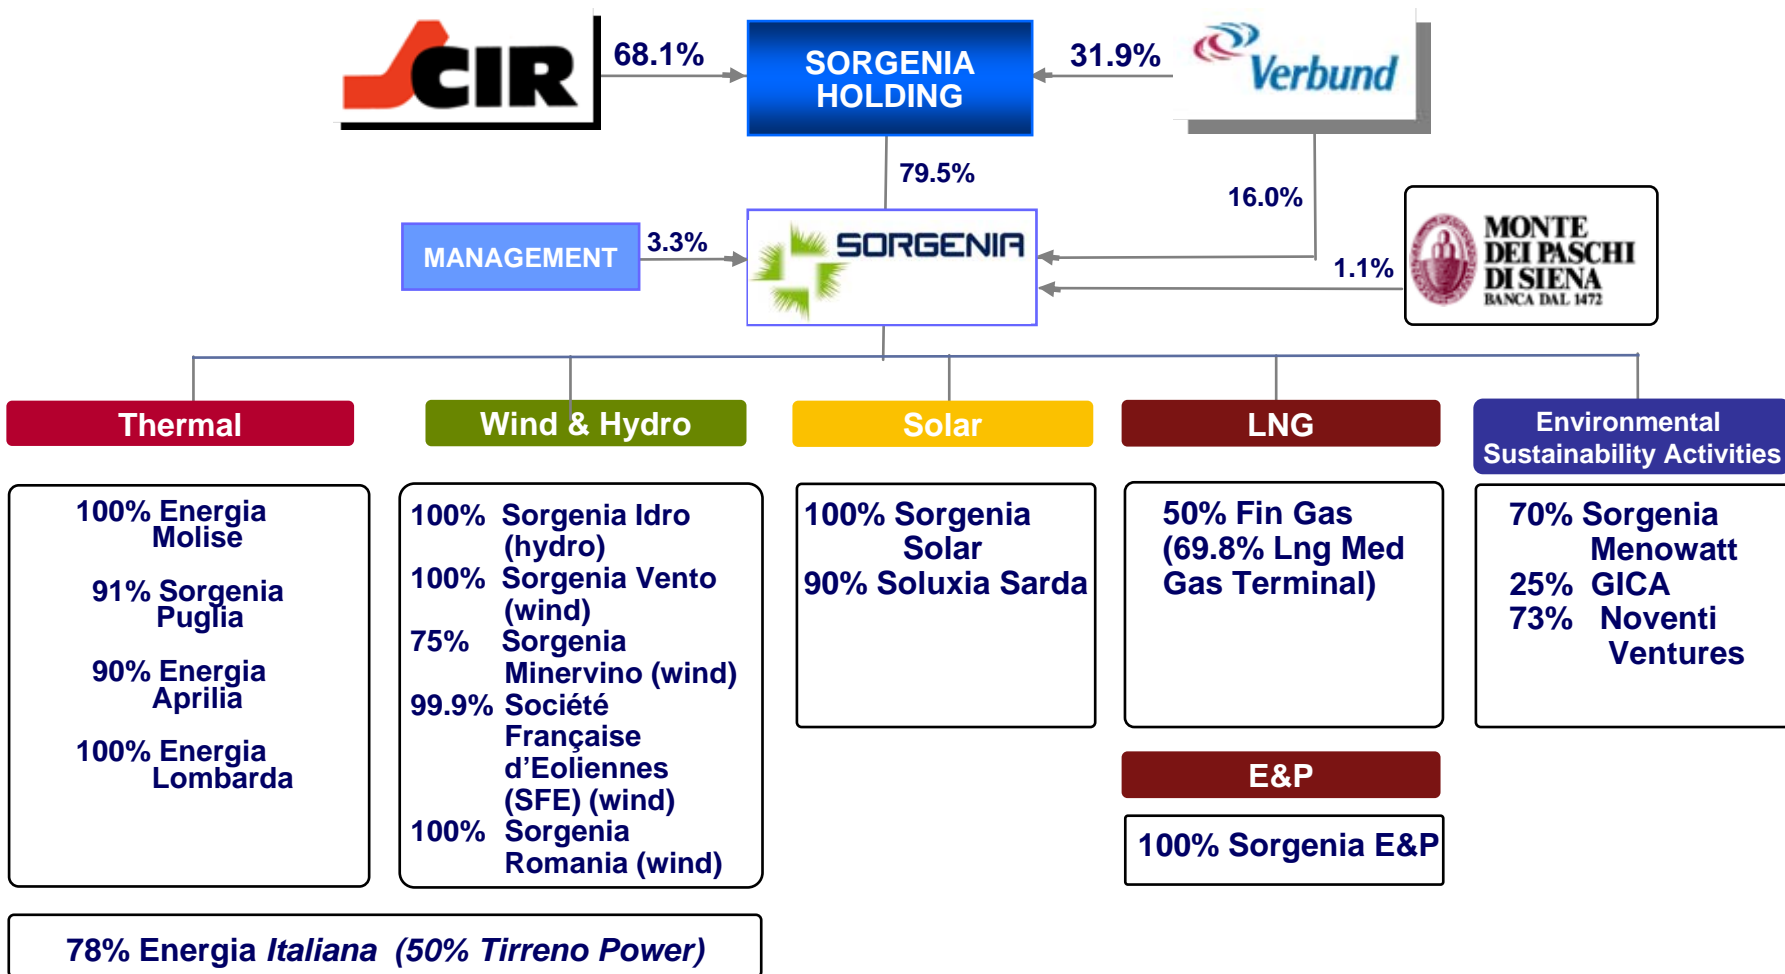 CIR
68.1%
SORGENIA
HOLDING
31.9%
Verbund
79.5%
16.0%
MANAGEMENT
3.3%
SORGENIA
1.1%
MONTE
DEI PASCHI
DI SIENA
BANCA DAL 1472
Thermal
100% Energia
Molise
91% Sorgenia
Puglia
90% Energia
Aprilia
100% Energia
Lombarda
Wind & Hydro
100% Sorgenia Idro
(hydro)
100% Sorgenia Vento
(wind)
75% Sorgenia
Minervino (wind)
99.9% Société
Française
d’Eoliennes
(SFE) (wind)
100% Sorgenia
Romania (wind)
78% Energia Italiana (50% Tirreno Power)
Solar
100% Sorgenia
Solar
90% Soluxia Sarda
LNG
50% Fin Gas
(69.8% Lng Med
Gas Terminal)
E&P
100% Sorgenia E&P
Environmental
Sustainability Activities
70% Sorgenia
Menowatt
25% GICA
73% Noventi
Ventures